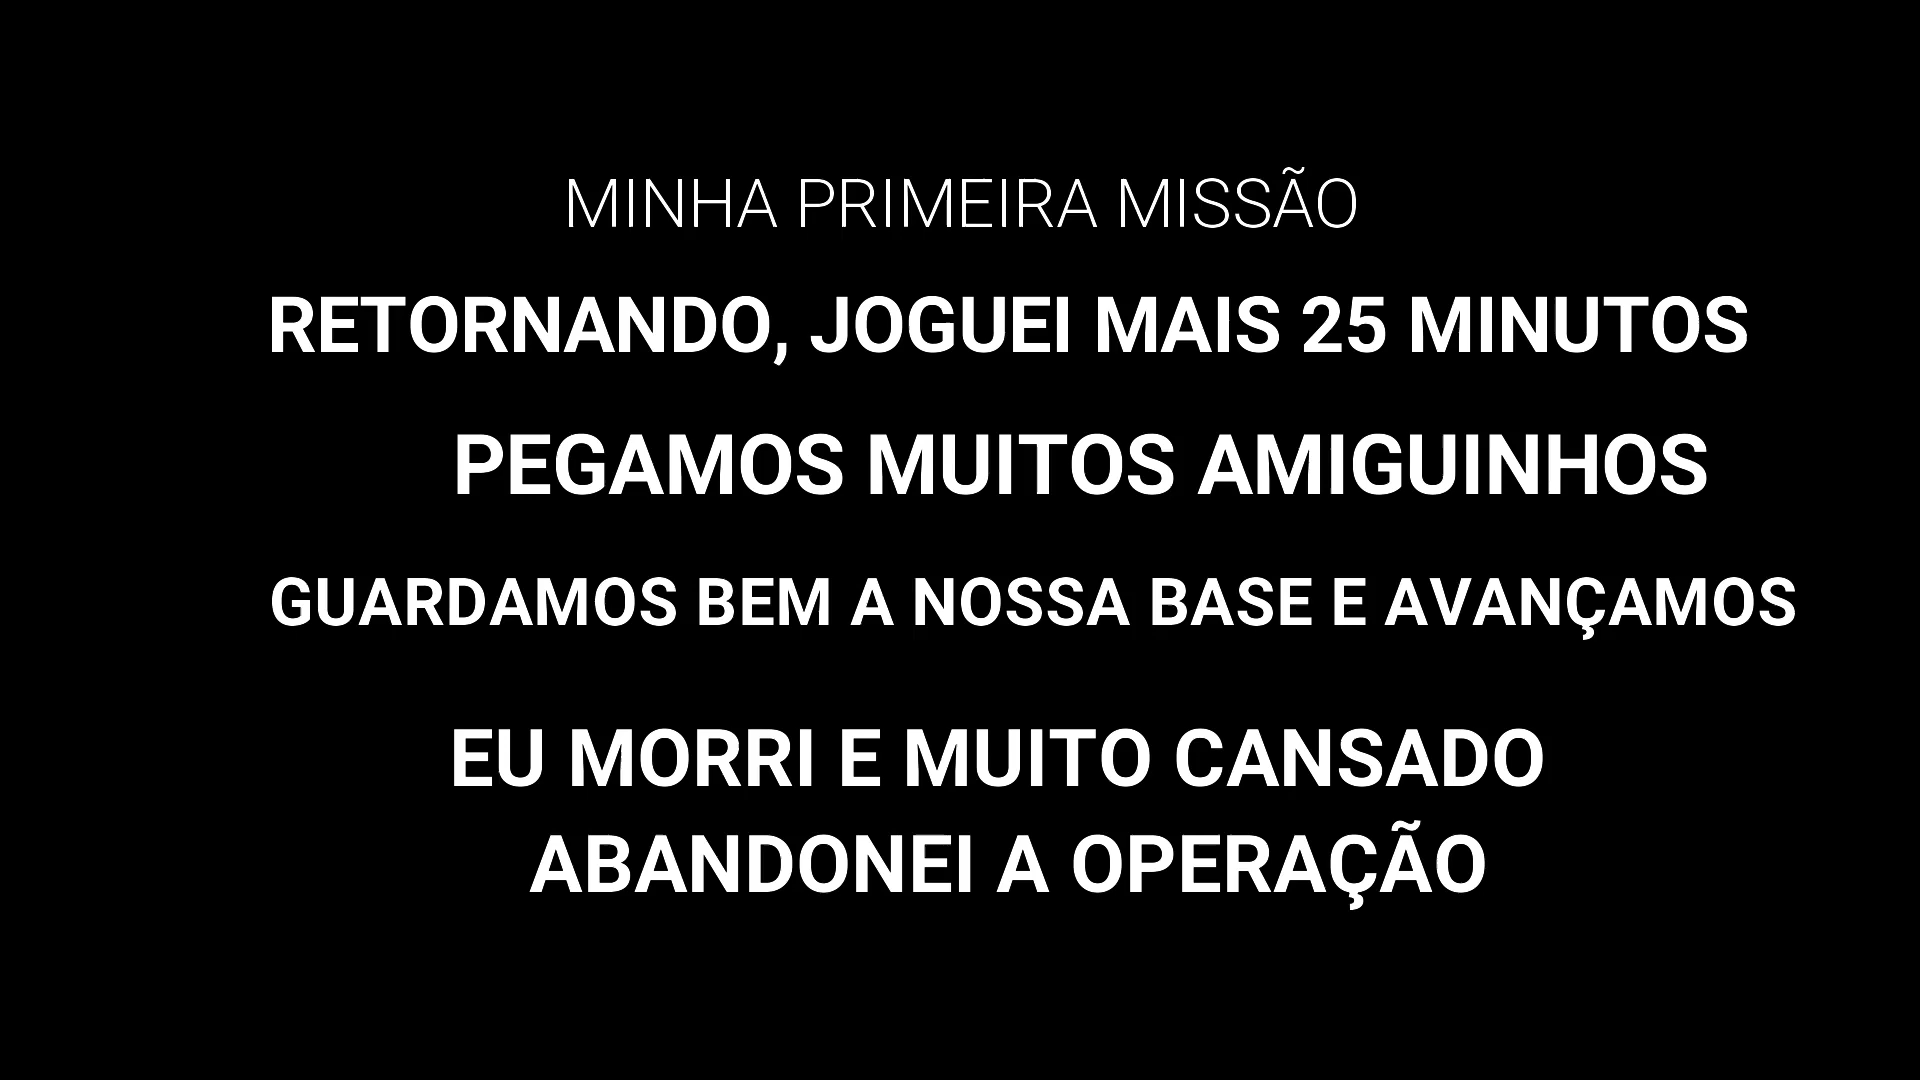 MINHA PRIMEIRA MISSÃO
RETORNANDO, JOGUEI MAIS 25 MINUTOS
PEGAMOS MUITOS AMIGUINHOS
GUARDAMOS BEM A NOSSA BASE E AVANÇAMOS
EU MORRI E MUITO CANSADO
ABANDONEI A OPERAÇÃO